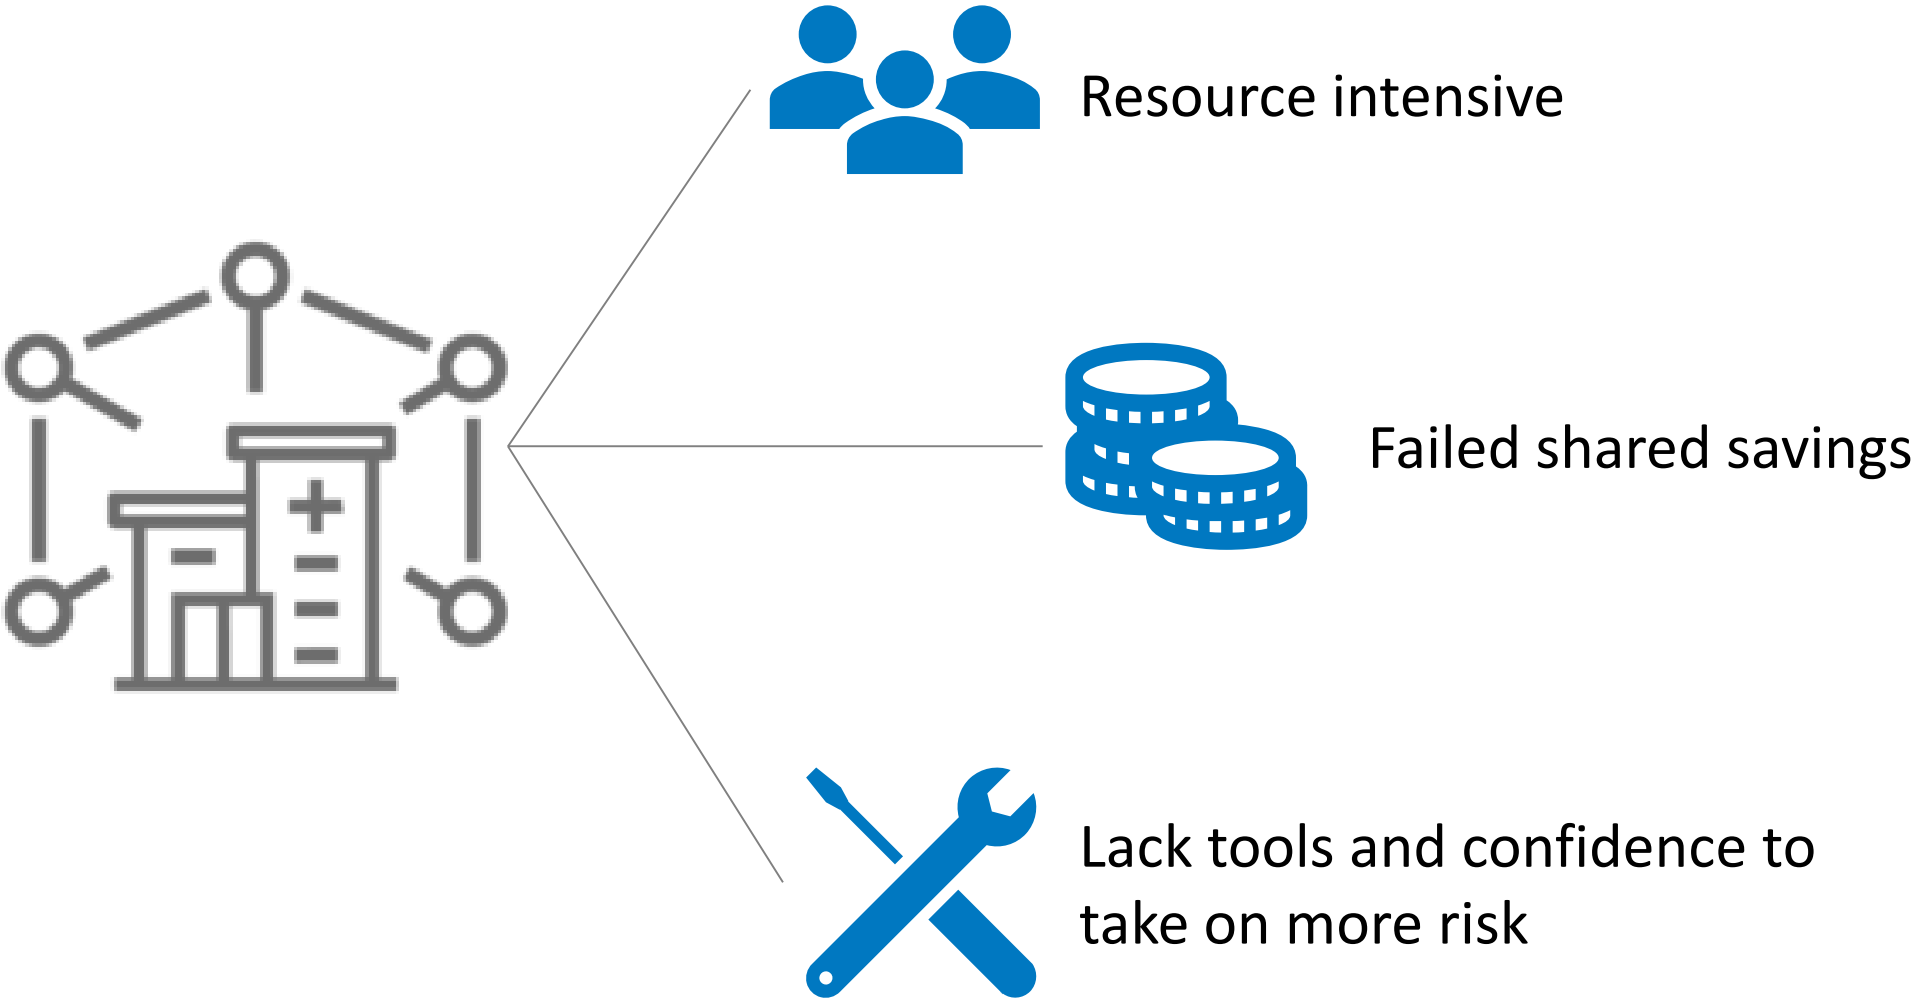 Resource intensive
Failed shared savings
Lack tools and confidence to
take on more risk